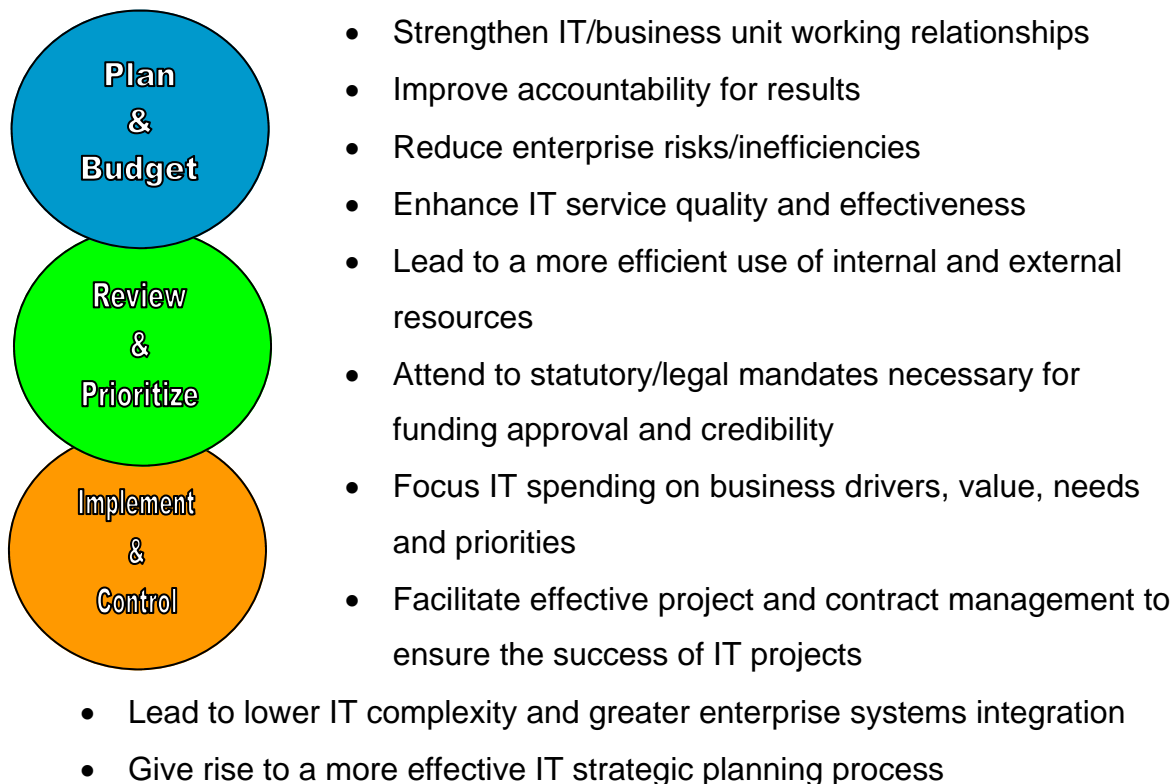 Plan
&
Budget
Review
&
Prioritize
Implement
&
Control
• Strengthen IT/business unit working relationships
• Improve accountability for results
• Reduce enterprise risks/inefficiencies
• Enhance IT service quality and effectiveness
• Lead to a more efficient use of internal and external
resources
• Attend to statutory/legal mandates necessary for
funding approval and credibility
• Focus IT spending on business drivers, value, needs
and priorities
• Facilitate effective project and contract management to
ensure the success of IT projects
• Lead to lower IT complexity and greater enterprise systems integration
• Give rise to a more effective IT strategic planning process